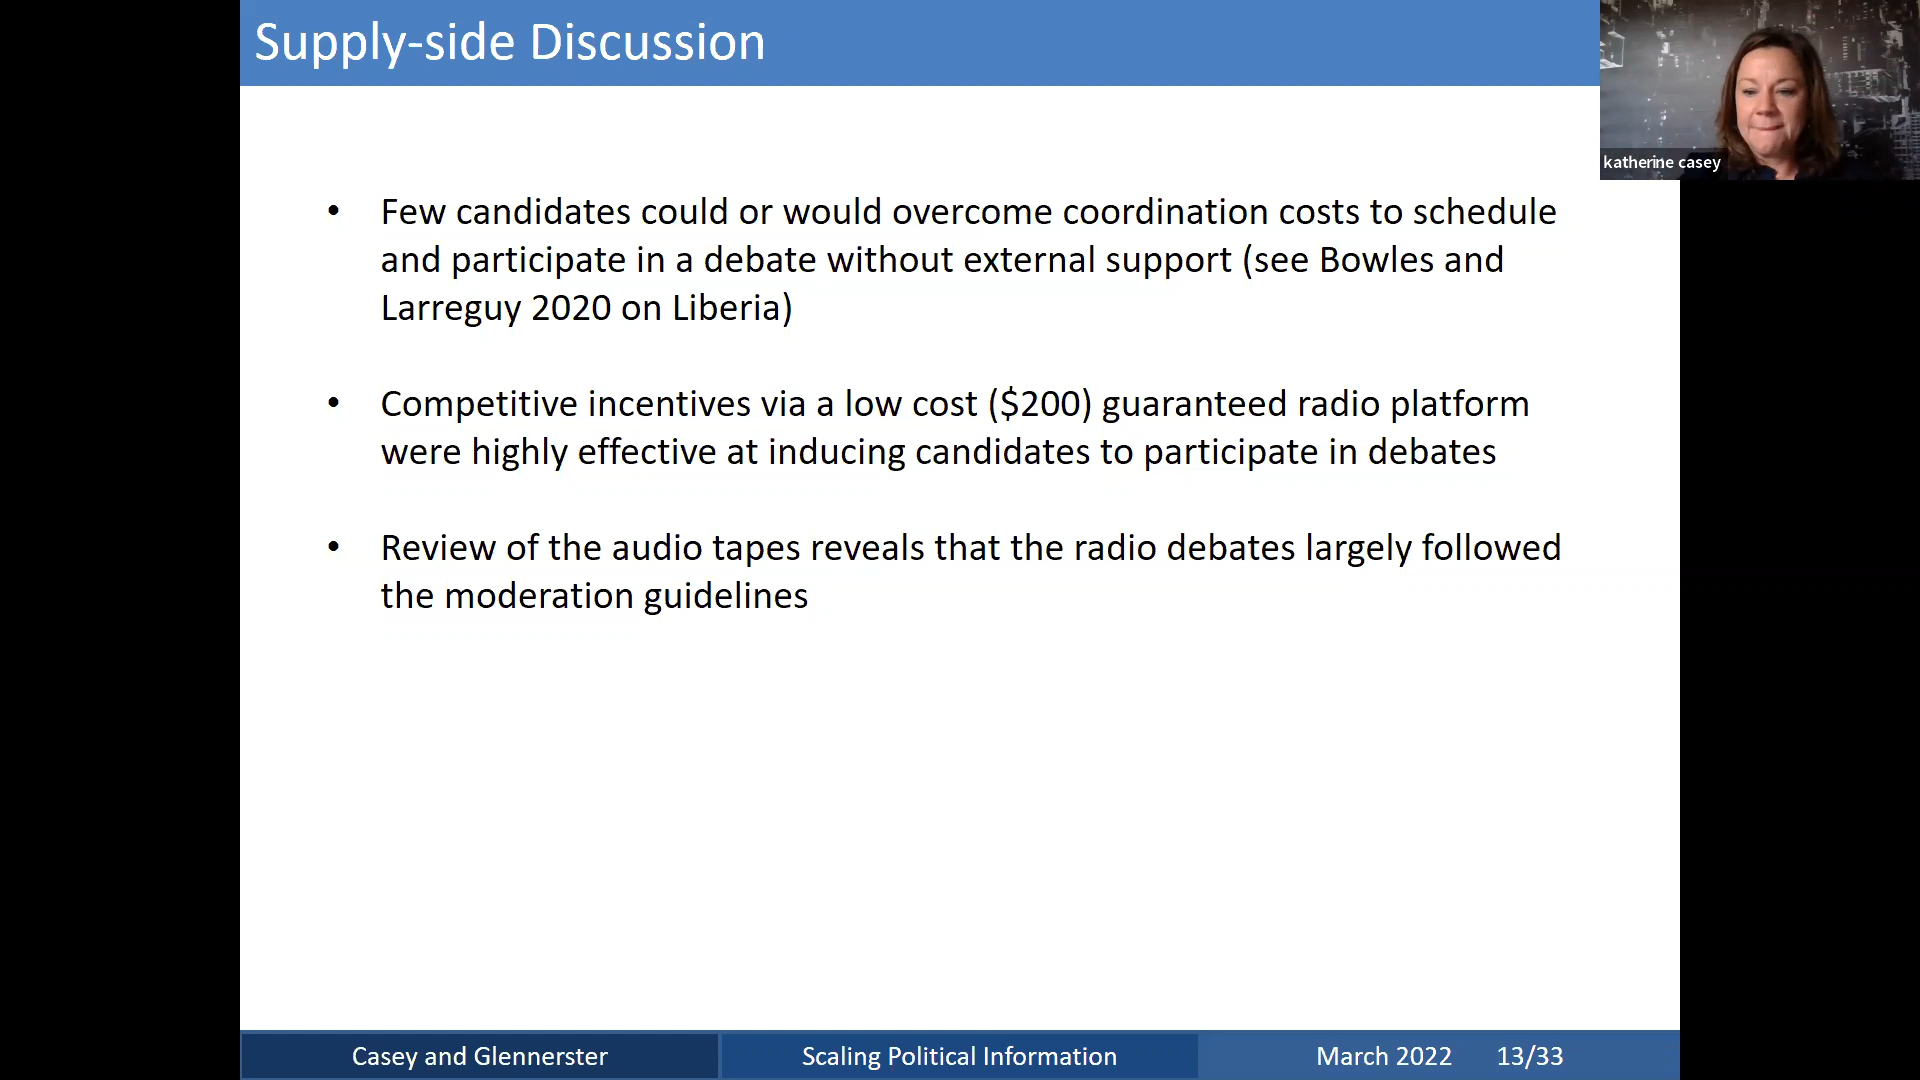 Supply-side Discussion
katherine casey
• Few candidates could or would overcome coordination costs to schedule
and participate in a debate without external support (see Bowles and
Larreguy 2020 on Liberia)
• Competitive incentives via a low cost ($200) guaranteed radio platform
were highly effective at inducing candidates to participate in debates
• Review of the audio tapes reveals that the radio debates largely followed
the moderation guidelines
Casey and Glennerster
Scaling Political Information
March 2022 13/33